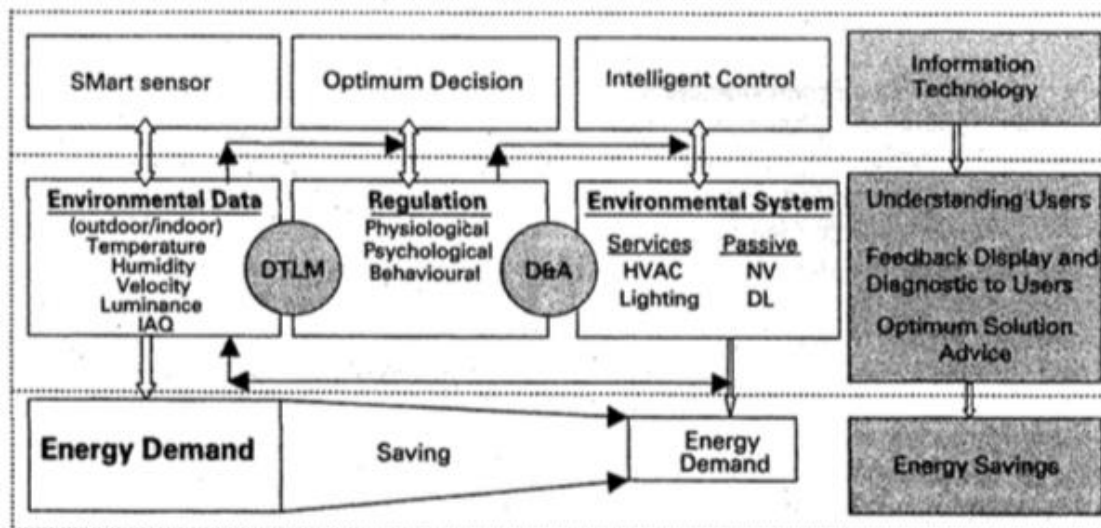 SMart sensor
Optimum Decision
Intelligent Control
Information
Technology
Environmental Data
(outdoor/indoor)
Temperature
Humidity
Velocity
Luminance
IAQ
DTLM
Regulation
Physiological
Psychological
Behavioural
D&A
Environmental System
Services
HVAC
Lighting
Passive
NV
DL
Understanding Users
Feedback Display and
Diagnostic to Users
Optimum Solution
Advice
Energy Demand
Saving
Energy
Demand
Energy Savings